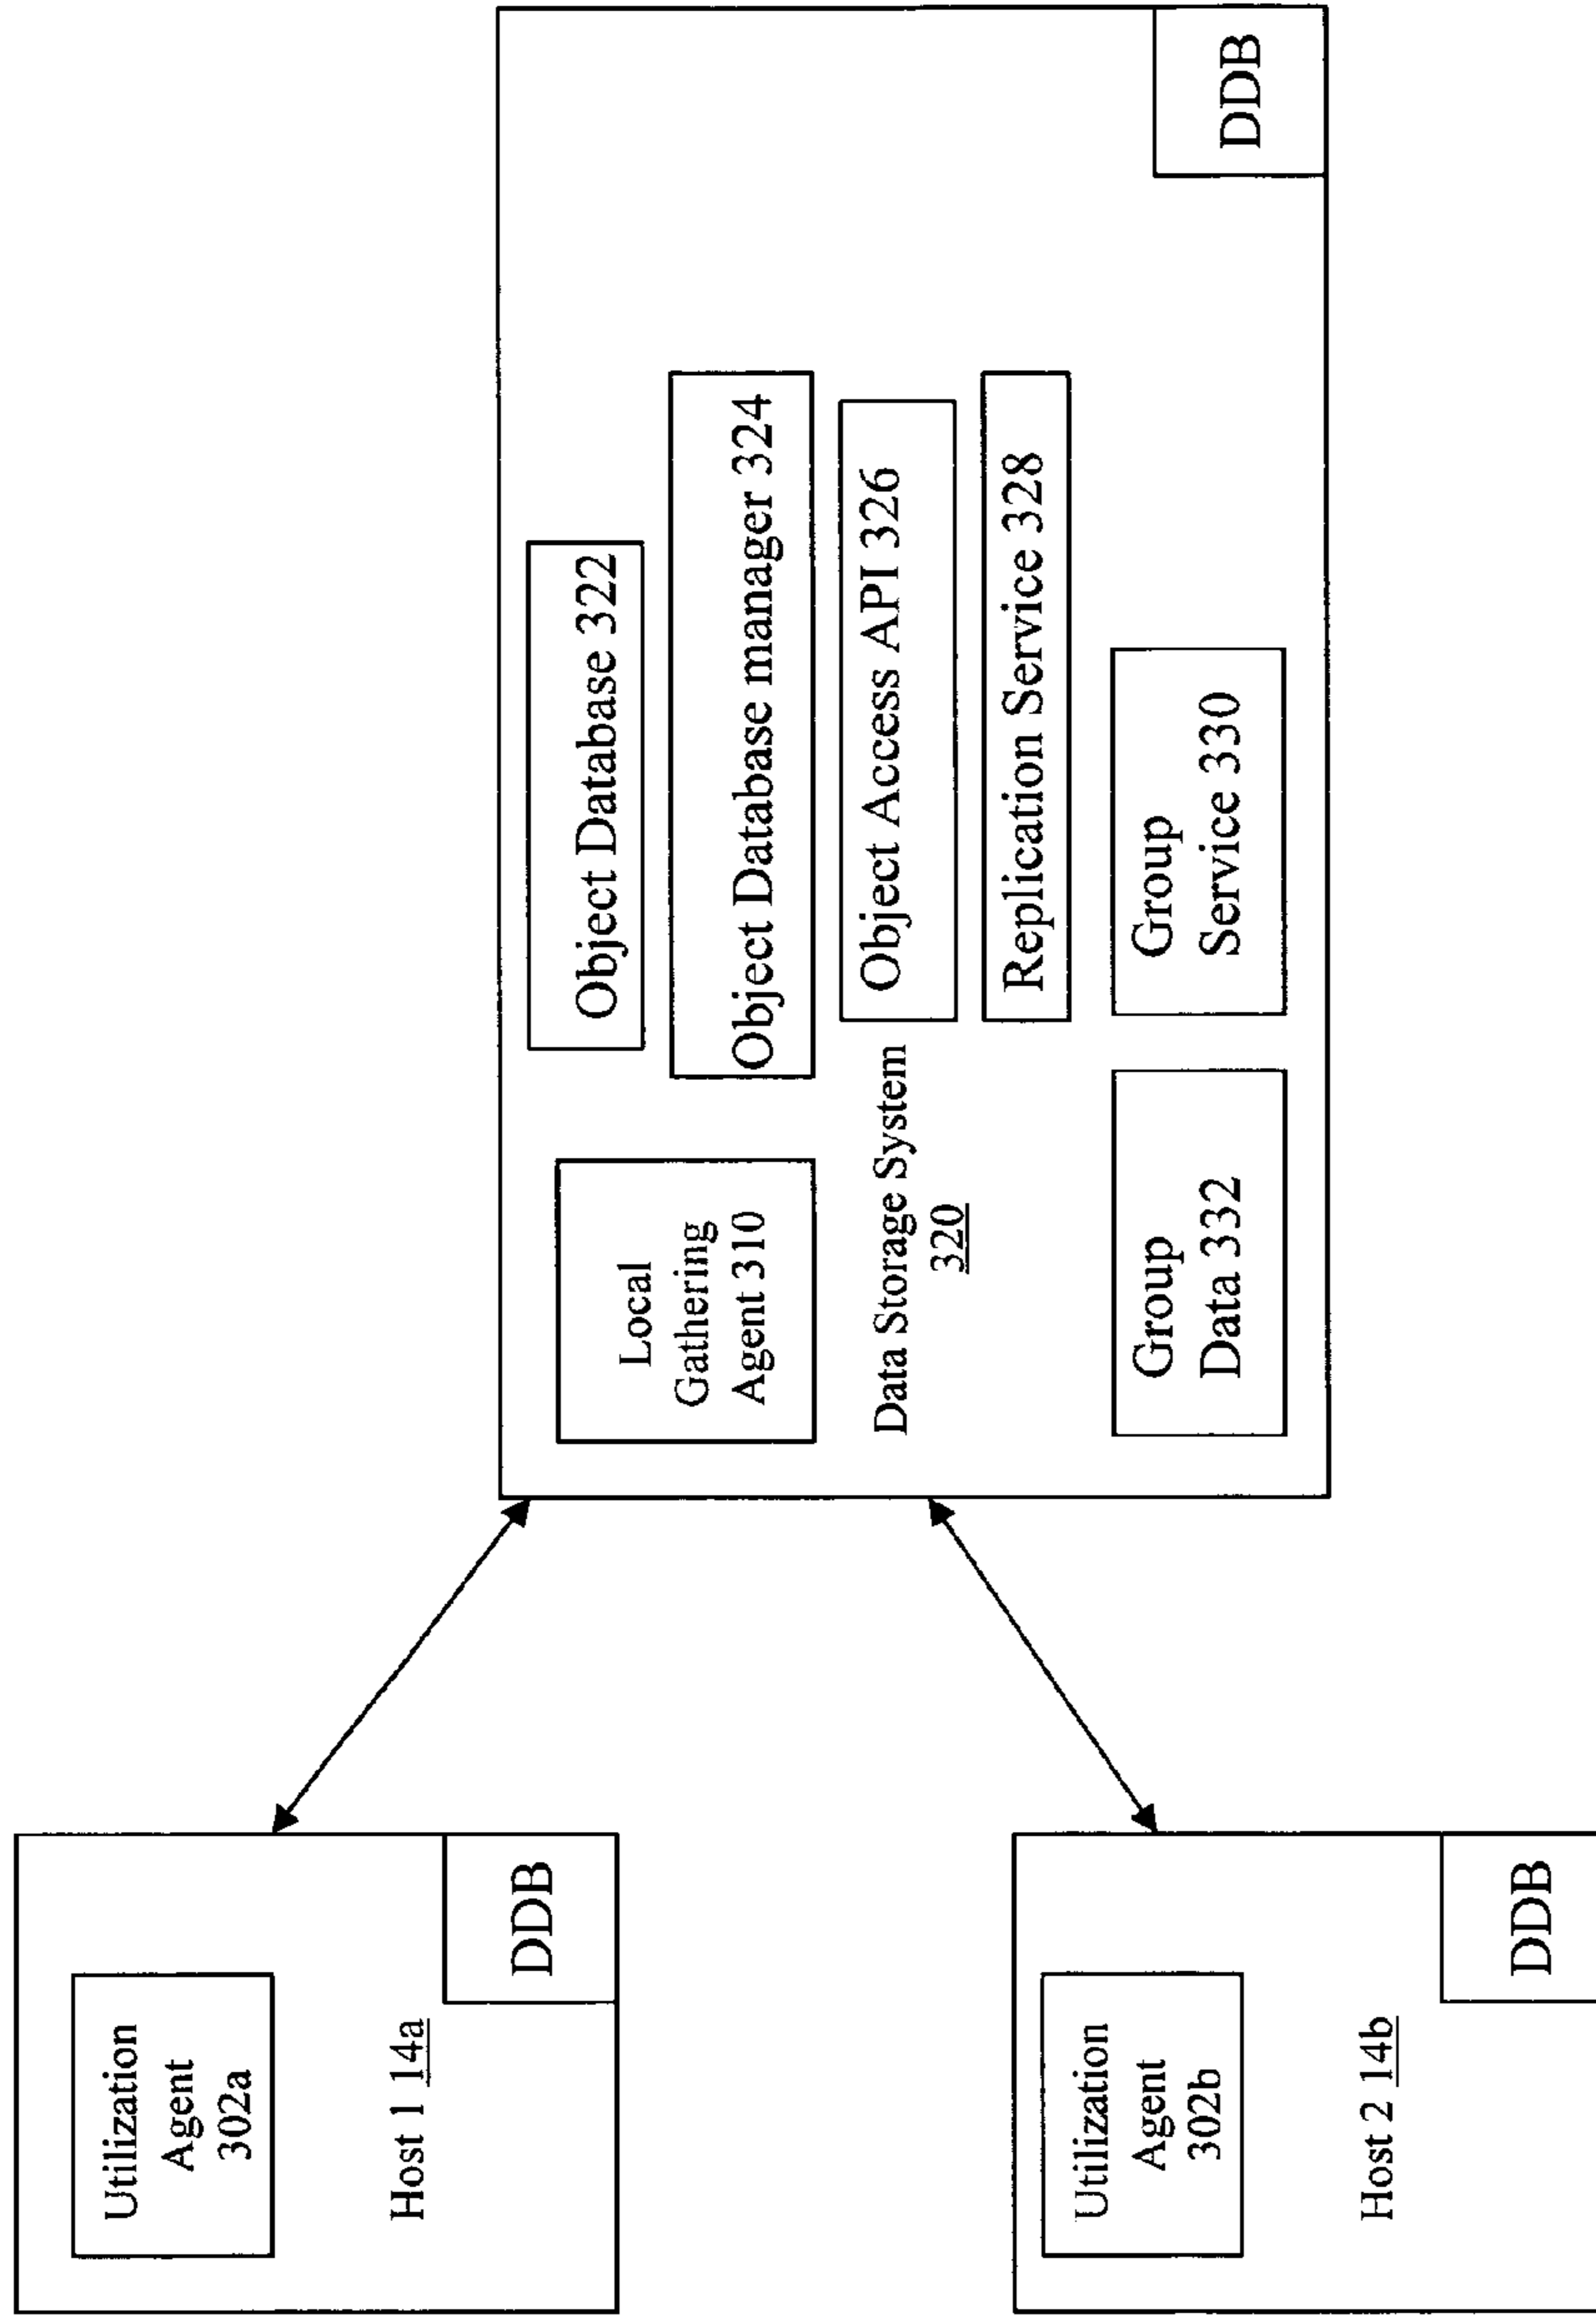 Utilization
Agent
302a
Host 1 14a
DDB
Utilization
Agent
302b
Host 2 14b
DDB
Local
Gathering
Agent 310
Data Storage System
320
Group
Data 332
Object Database 322
Object Database manager 324
Object Access API 326
Replication Service 328
Group
Service 330
DDB